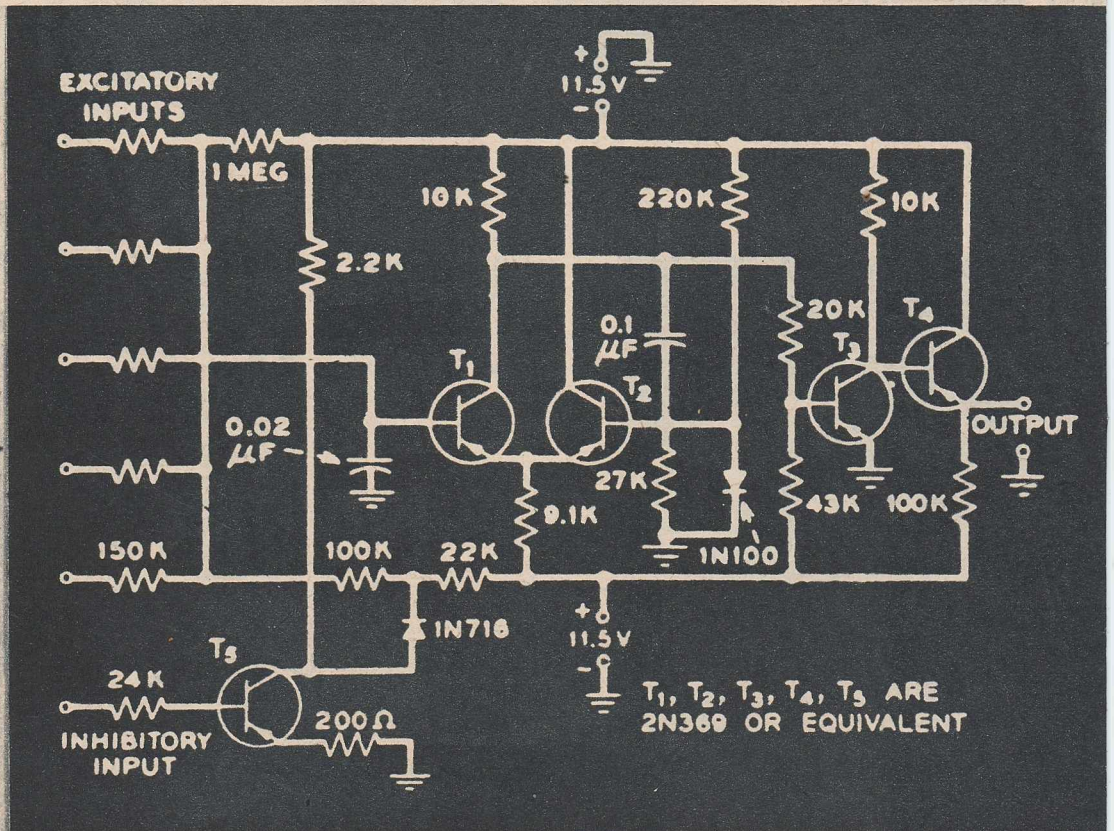 EXCITATORY
INPUTS
+
11.5V
-
1 MEG
10K
220K
10K
2.2K
20K
T4
0.1
µF
T3
T1
T2
0.02
µF
OUTPUT
27K
9.1K
43K
100K
1N100
150K
100K
22K
1N716
+
11.5V
-
T5
24K
200Ω
INHIBITORY
INPUT
T1, T2, T3, T4, T5 ARE
2N369 OR EQUIVALENT